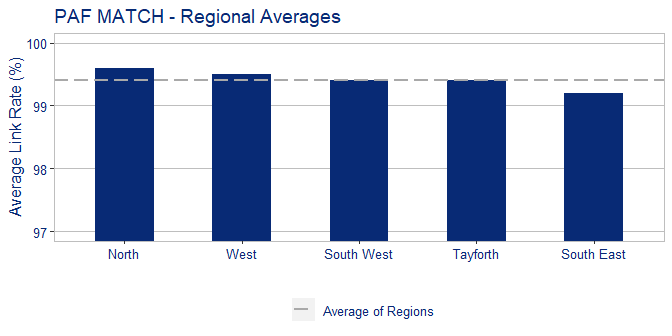 PAF MATCH - Regional Averages
Average Link Rate (%)
100
99
98
97
North West South West Tayforth South East
Average of Regions